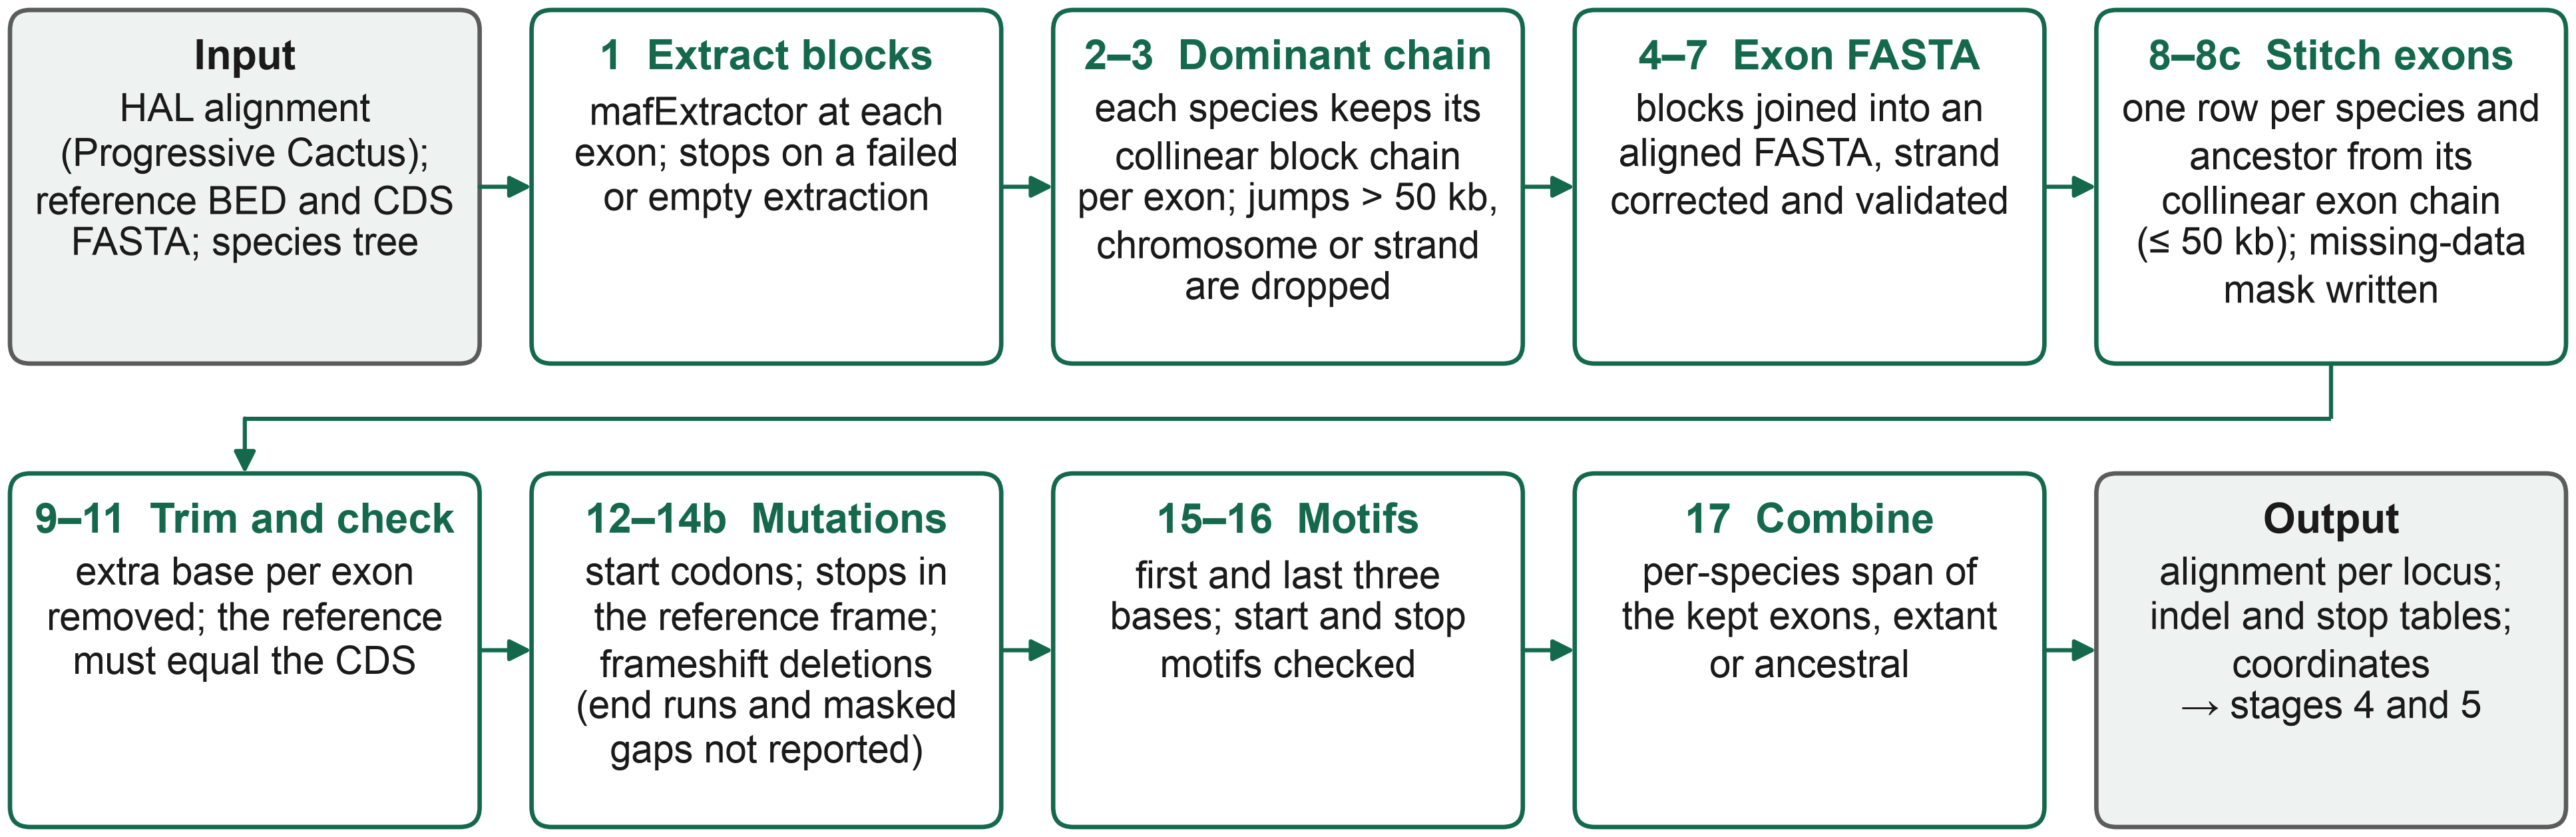 Input
HAL alignment
(Progressive Cactus);
reference BED and CDS
FASTA; species tree
1 Extract blocks
mafExtractor at each
exon; stops on a failed
or empty extraction
2–3 Dominant chain
each species keeps its
collinear block chain
per exon; jumps > 50 kb,
chromosome or strand
are dropped
4–7 Exon FASTA
blocks joined into an
aligned FASTA, strand
corrected and validated
8–8c Stitch exons
one row per species and
ancestor from its
collinear exon chain
(≤ 50 kb); missing-data
mask written
9–11 Trim and check
extra base per exon
removed; the reference
must equal the CDS
12–14b Mutations
start codons; stops in
the reference frame;
frameshift deletions
(end runs and masked
gaps not reported)
15–16 Motifs
first and last three
bases; start and stop
motifs checked
17 Combine
per-species span of
the kept exons, extant
or ancestral
Output
alignment per locus;
indel and stop tables;
coordinates
→ stages 4 and 5